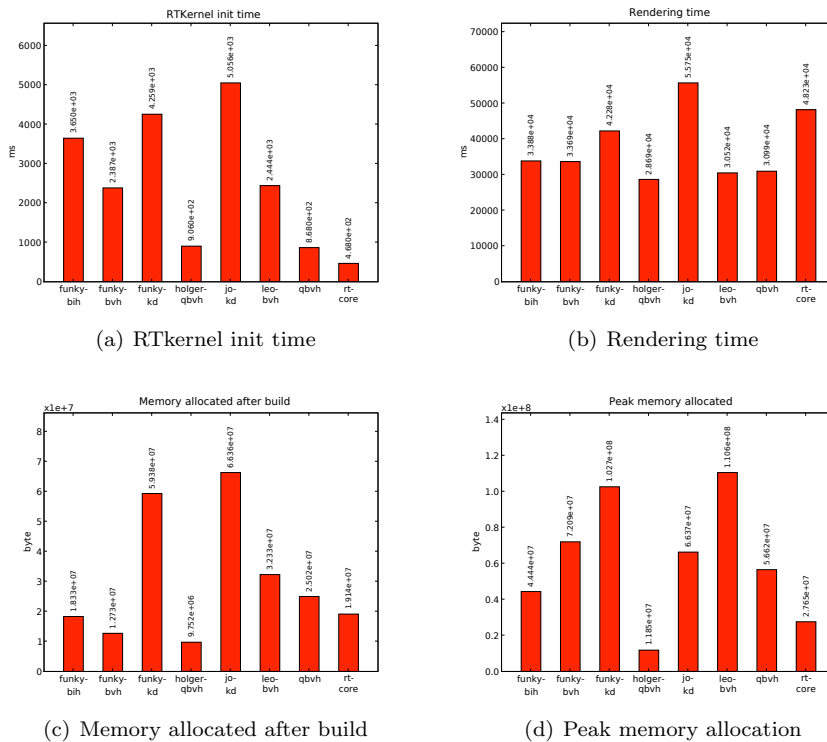 RTKernel init time
6000
5000
4000
3000
2000
1000
0
ms
3.650e+03
2.387e+03
4.259e+03
9.060e+02
5.056e+03
2.444e+03
8.680e+02
4.680e+02
funky-bih funky-bvh funky-kd holger-qbvh jo-kd leo-bvh qbvh rt-core
(a) RTkernel init time
Rendering time
70000
60000
50000
40000
30000
20000
10000
0
ms
3.388e+04
3.369e+04
4.228e+04
2.869e+04
5.575e+04
3.052e+04
3.099e+04
4.823e+04
funky-bih funky-bvh funky-kd holger-qbvh jo-kd leo-bvh qbvh rt-core
(b) Rendering time
Memory allocated after build
x1e+7
8
7
6
5
4
3
2
1
0
byte
1.833e+07
1.273e+07
5.938e+07
9.752e+06
6.636e+07
3.233e+07
2.502e+07
1.914e+07
funky-bih funky-bvh funky-kd holger-qbvh jo-kd leo-bvh qbvh rt-core
(c) Memory allocated after build
Peak memory allocated
x1e+8
1.4
1.2
1.0
0.8
0.6
0.4
0.2
0
byte
4.444e+07
7.209e+07
1.027e+08
1.185e+07
6.637e+07
1.106e+08
5.662e+07
2.765e+07
funky-bih funky-bvh funky-kd holger-qbvh jo-kd leo-bvh qbvh rt-core
(d) Peak memory allocation